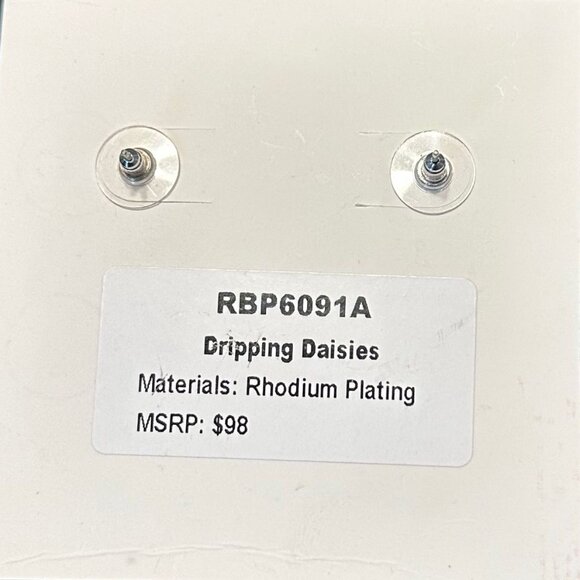 RBP6091A
Dripping Daisies
Materials: Rhodium Plating
MSRP: $98